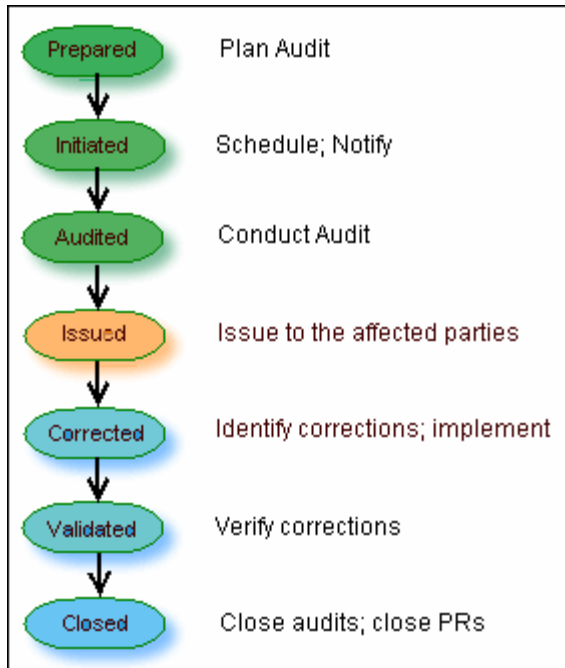 Prepared Plan Audit
Initiated Schedule; Notify
Audited Conduct Audit
Issued Issue to the affected parties
Corrected Identify corrections; implement
Validated Verify corrections
Closed Close audits; close PRs